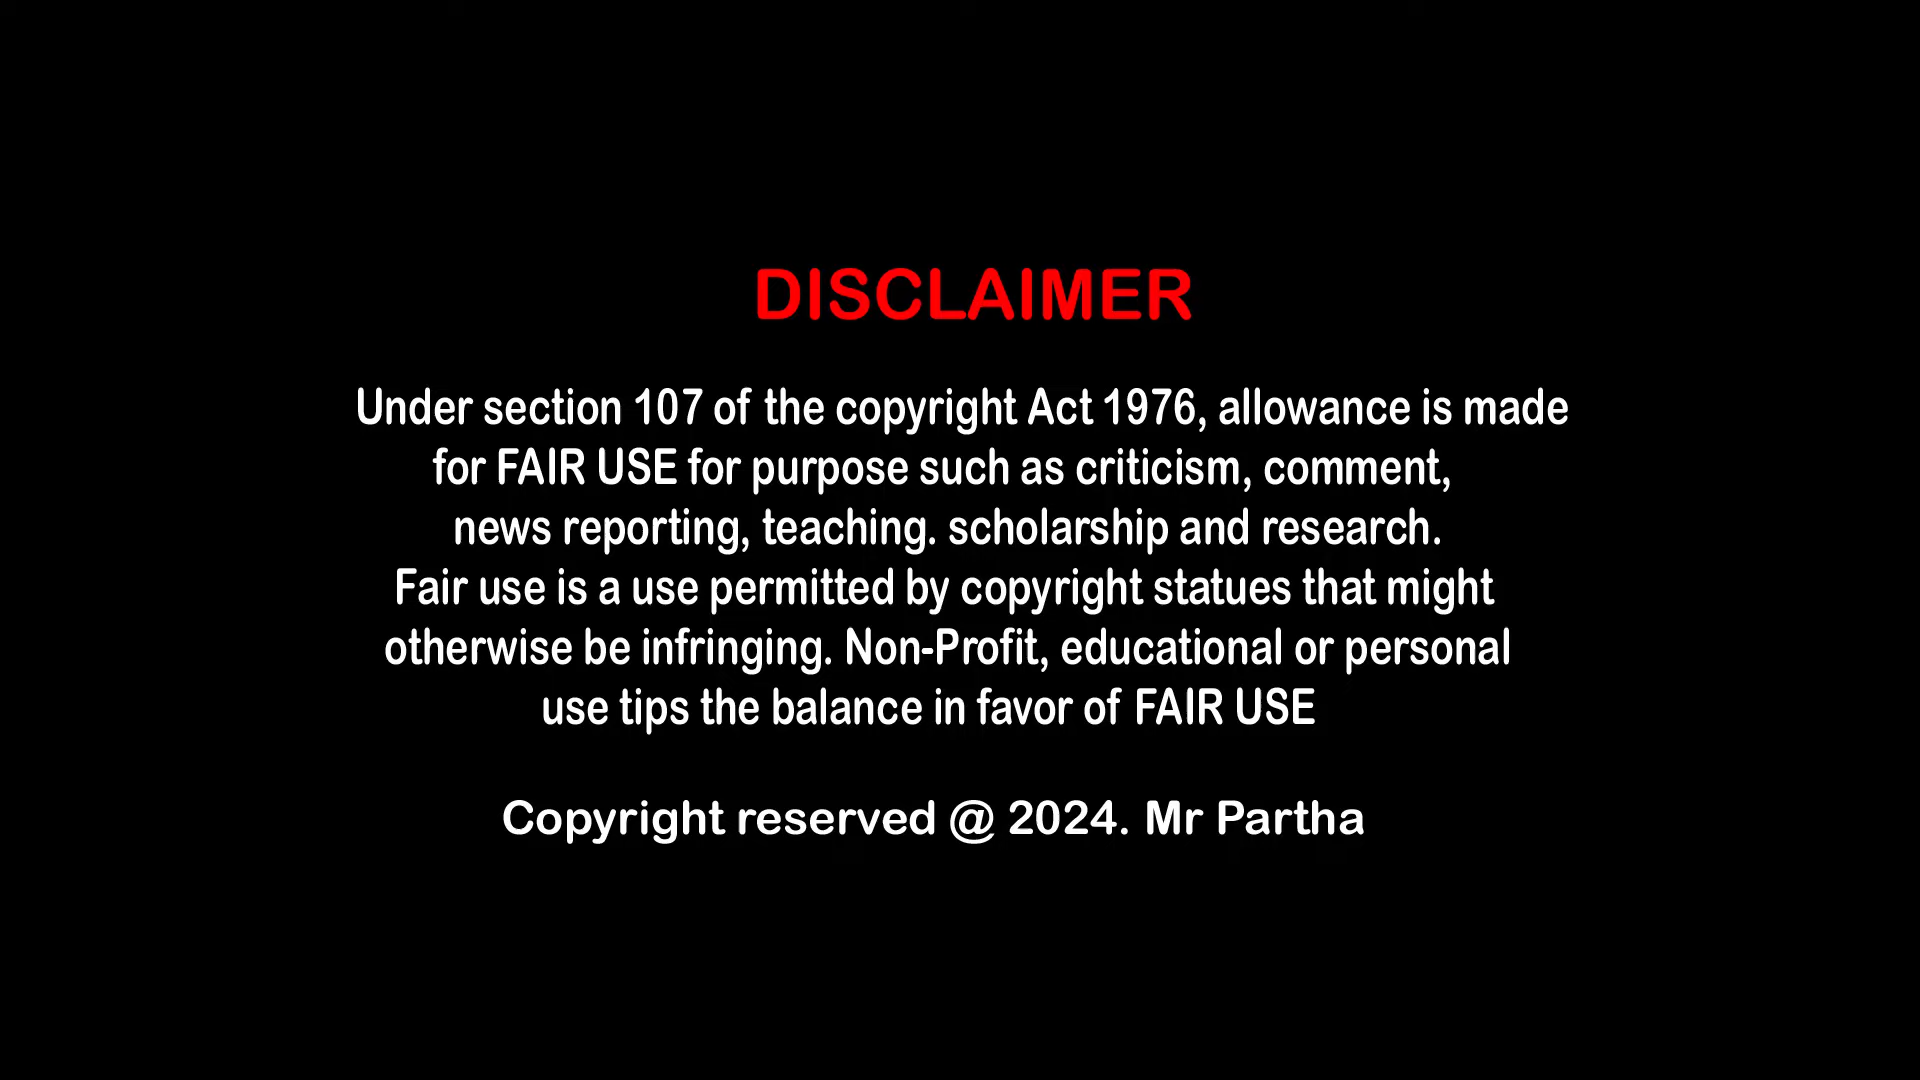 DISCLAIMER
Under section 107 of the copyright Act 1976, allowance is made
for FAIR USE for purpose such as criticism, comment,
news reporting, teaching. scholarship and research.
Fair use is a use permitted by copyright statues that might
otherwise be infringing. Non-Profit, educational or personal
use tips the balance in favor of FAIR USE
Copyright reserved @ 2024. Mr Partha